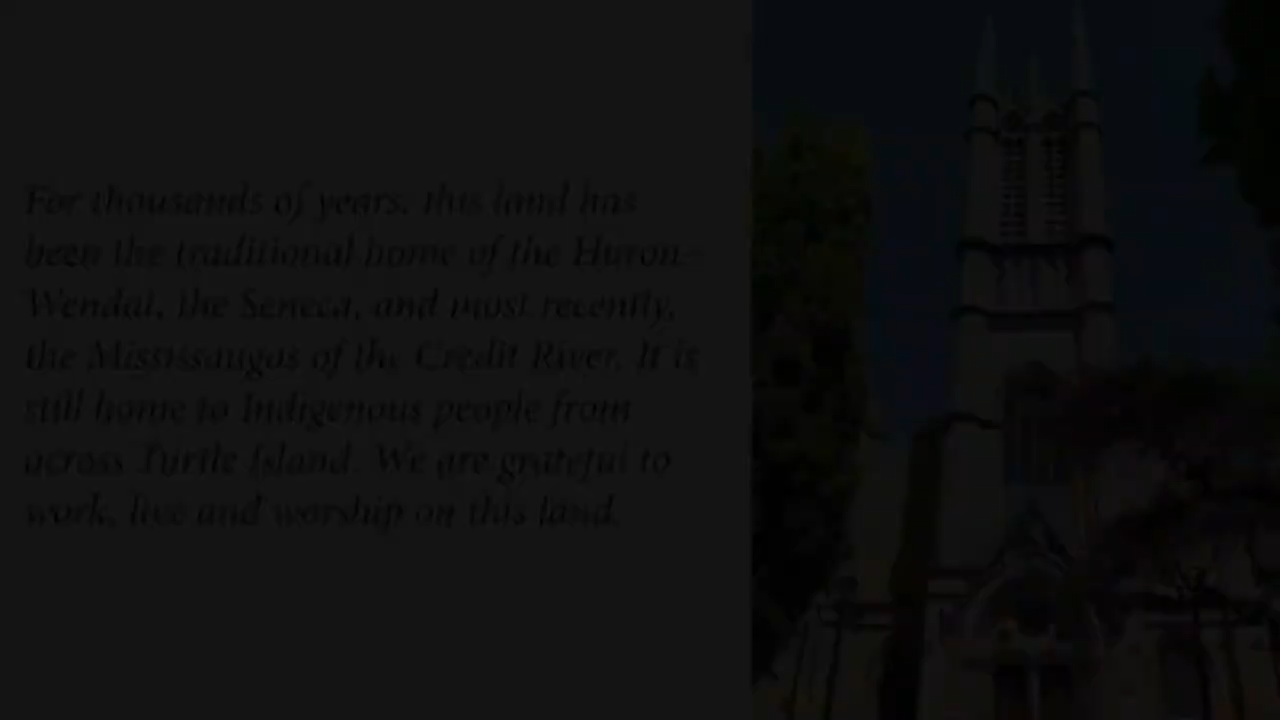 For thousands of years, this land has
been the traditional home of the Huron-
Wendat, the Seneca, and most recently,
the Mississaugas of the Credit River. It is
still home to Indigenous people from
across Turtle Island. We are grateful to
work, live and worship on this land.